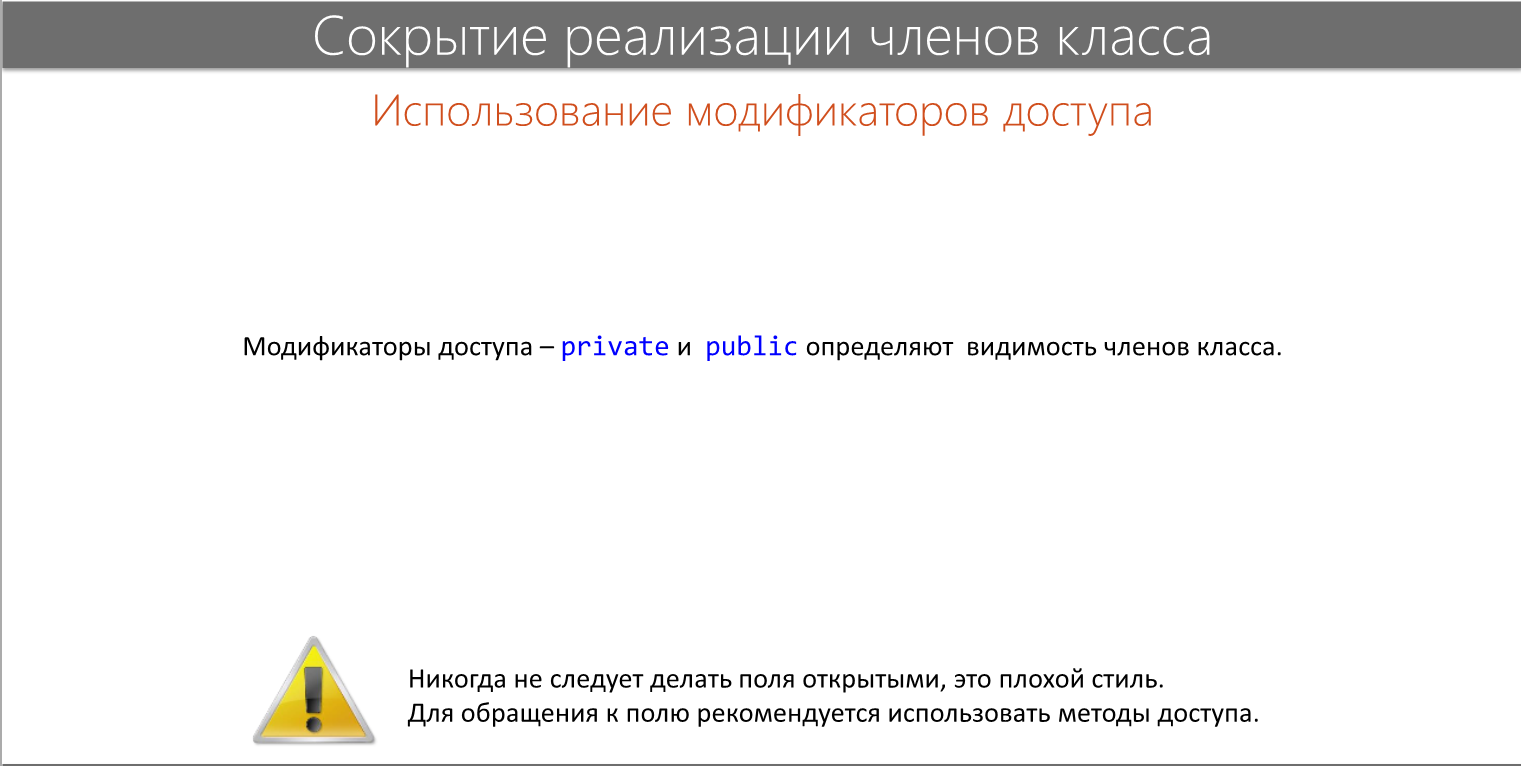 Сокрытие реализации членов класса
Использование модификаторов доступа
Модификаторы доступа – private и public определяют видимость членов класса.
Никогда не следует делать поля открытыми, это плохой стиль.
Для обращения к полю рекомендуется использовать методы доступа.